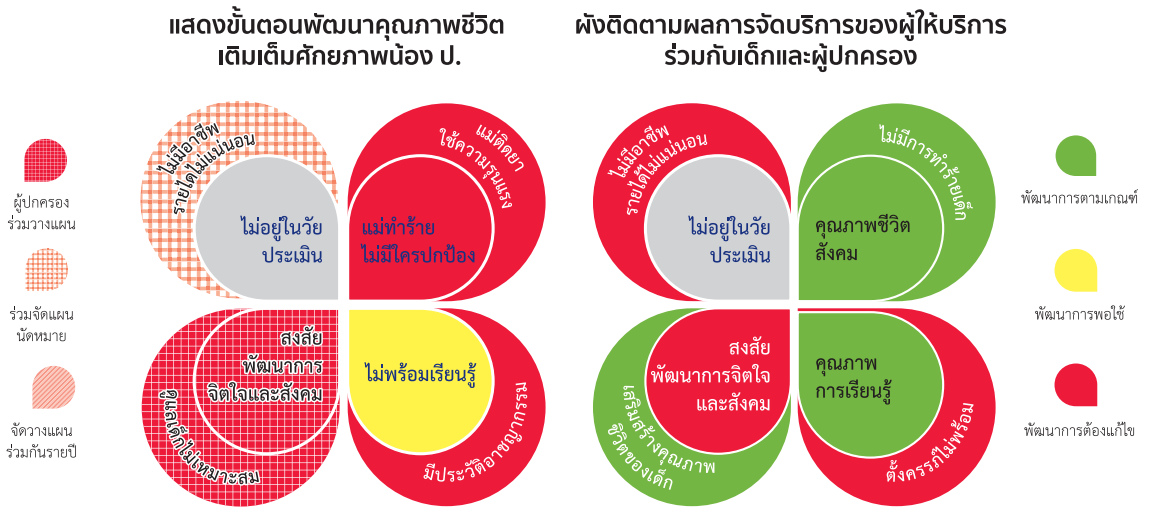 แสดงขั้นตอนพัฒนาคุณภาพชีวิต
เติมเต็มศักยภาพน้อง ป.
ผู้ปกครอง
ร่วมวางแผน
ร่วมจัดแผน
นัดหมาย
จัดวางแผน
ร่วมกันรายปี
ไม่มีอาชีพ
รายได้ไม่แน่นอน
ไม่อยู่ในวัย
ประเมิน
แม่ติดยา
ใช้ความรุนแรง
แม่ทำร้าย
ไม่มีใครปกป้อง
สงสัย
พัฒนาการ
จิตใจและสังคม
ดูแลเด็กไม่เหมาะสม
ไม่พร้อมเรียนรู้
มีประวัติอาชญากรรม
ผังติดตามผลการจัดบริการของผู้ให้บริการ
ร่วมกับเด็กและผู้ปกครอง
ไม่มีอาชีพ
รายได้ไม่แน่นอน
ไม่อยู่ในวัย
ประเมิน
ไม่มีการทำร้ายเด็ก
คุณภาพชีวิต
สังคม
สงสัย
พัฒนาการจิตใจ
และสังคม
เสริมสร้างคุณภาพ
ชีวิตของเด็ก
คุณภาพ
การเรียนรู้
ตั้งครรภ์ไม่พร้อม
พัฒนาการตามเกณฑ์
พัฒนาการพอใช้
พัฒนาการต้องแก้ไข